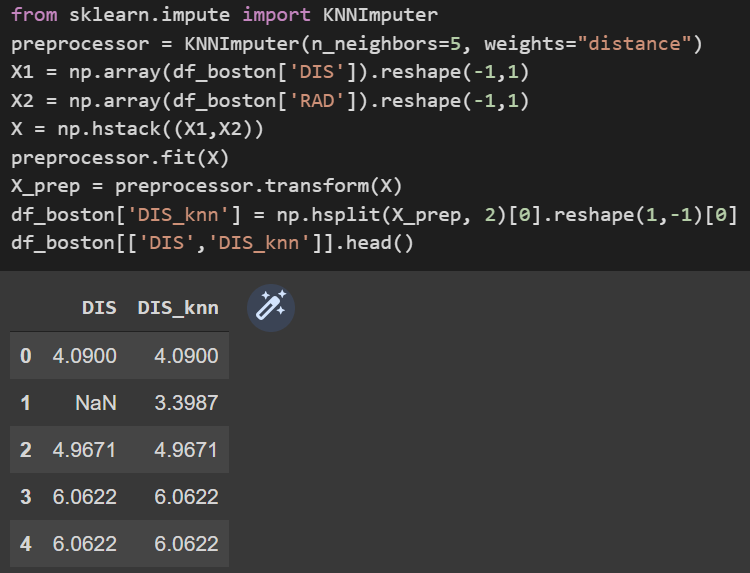 from sklearn.impute import KNNImputer
preprocessor = KNNImputer(n_neighbors=5, weights="distance")
X1 = np.array(df_boston['DIS']).reshape(-1,1)
X2 = np.array(df_boston['RAD']).reshape(-1,1)
X = np.hstack((X1,X2))
preprocessor.fit(X)
X_prep = preprocessor.transform(X)
df_boston['DIS_knn'] = np.hsplit(X_prep, 2)[0].reshape(1,-1)[0]
df_boston[['DIS','DIS_knn']].head()
DIS DIS_knn
0 4.0900 4.0900
1 NaN 3.3987
2 4.9671 4.9671
3 6.0622 6.0622
4 6.0622 6.0622